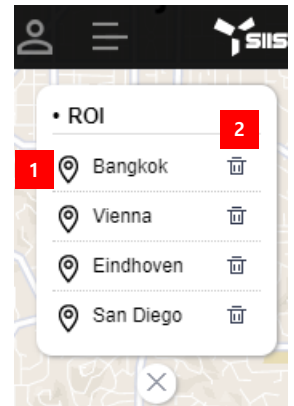 SIIS
• ROI
2
1
Bangkok
Vienna
Eindhoven
San Diego